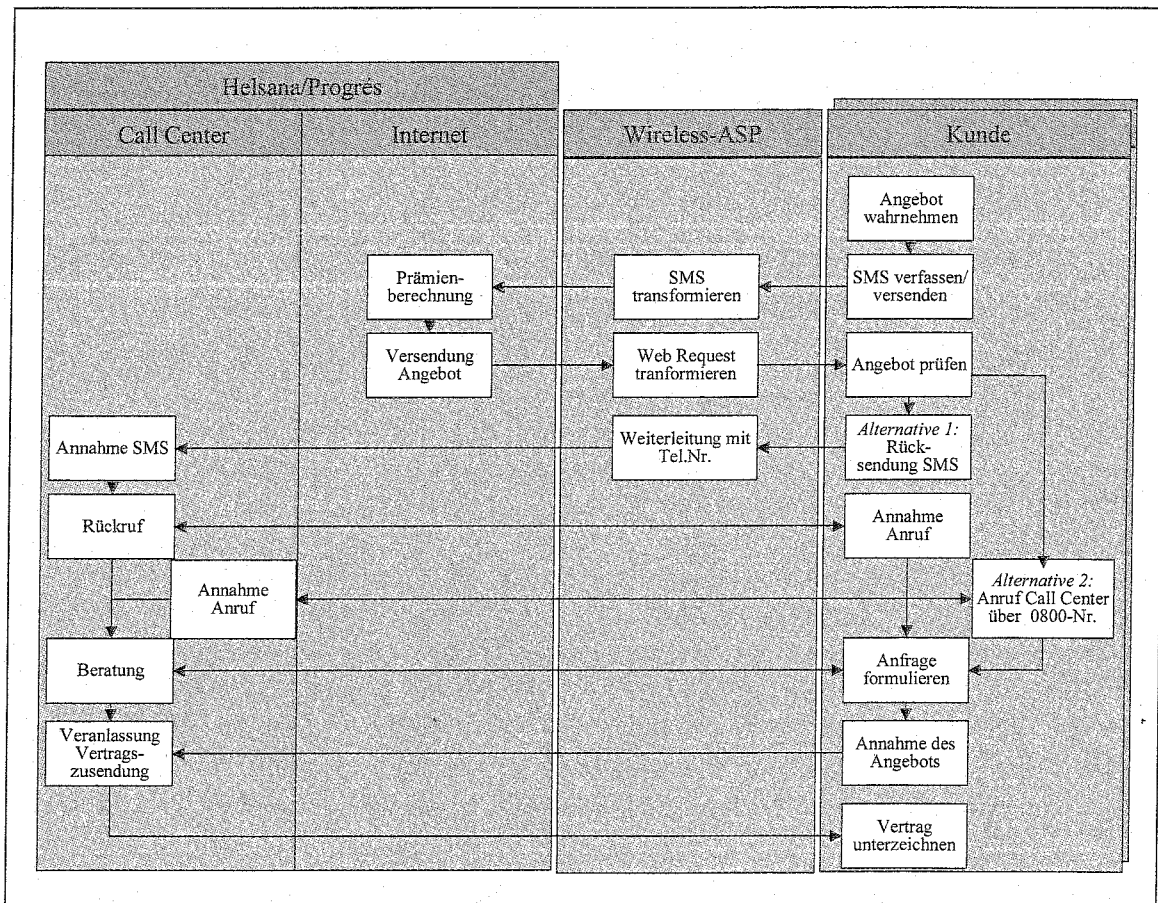 Helsana/Progrés
Call Center
Internet
Wireless-ASP
Kunde
Angebot
wahrnehmen
Prämien-
berechnung
SMS
transformieren
SMS verfassen/
versenden
Versendung
Angebot
Web Request
tranformieren
Angebot prüfen
Annahme SMS
Weiterleitung mit
Tel.Nr.
Alternative 1:
Rück-
sendung SMS
Rückruf
Annahme
Anruf
Annahme
Anruf
Alternative 2:
Anruf Call Center
über 0800-Nr.
Beratung
Anfrage
formulieren
Veranlassung
Vertrags-
zusendung
Annahme des
Angebots
Vertrag
unterzeichnen